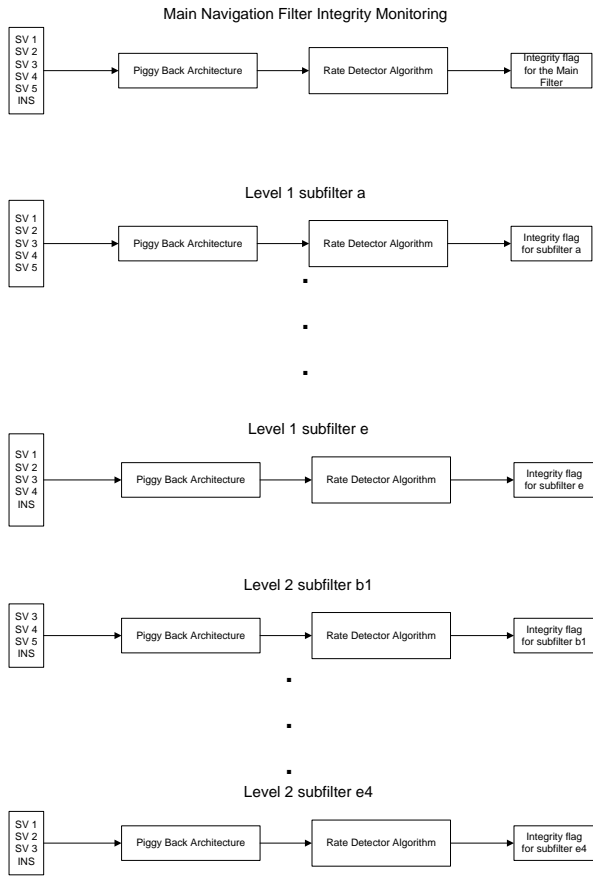 Main Navigation Filter Integrity Monitoring
SV 1
SV 2
SV 3
SV 4
SV 5
INS
Piggy Back Architecture
Rate Detector Algorithm
Integrity flag
for the Main
Filter
Level 1 subfilter a
SV 1
SV 2
SV 3
SV 4
SV 5
Piggy Back Architecture
Rate Detector Algorithm
Integrity flag
for subfilter a
Level 1 subfilter e
SV 1
SV 2
SV 3
SV 4
INS
Piggy Back Architecture
Rate Detector Algorithm
Integrity flag
for subfilter e
Level 2 subfilter b1
SV 3
SV 4
SV 5
INS
Piggy Back Architecture
Rate Detector Algorithm
Integrity flag
for subfilter b1
Level 2 subfilter e4
SV 1
SV 2
SV 3
INS
Piggy Back Architecture
Rate Detector Algorithm
Integrity flag
for subfilter e4